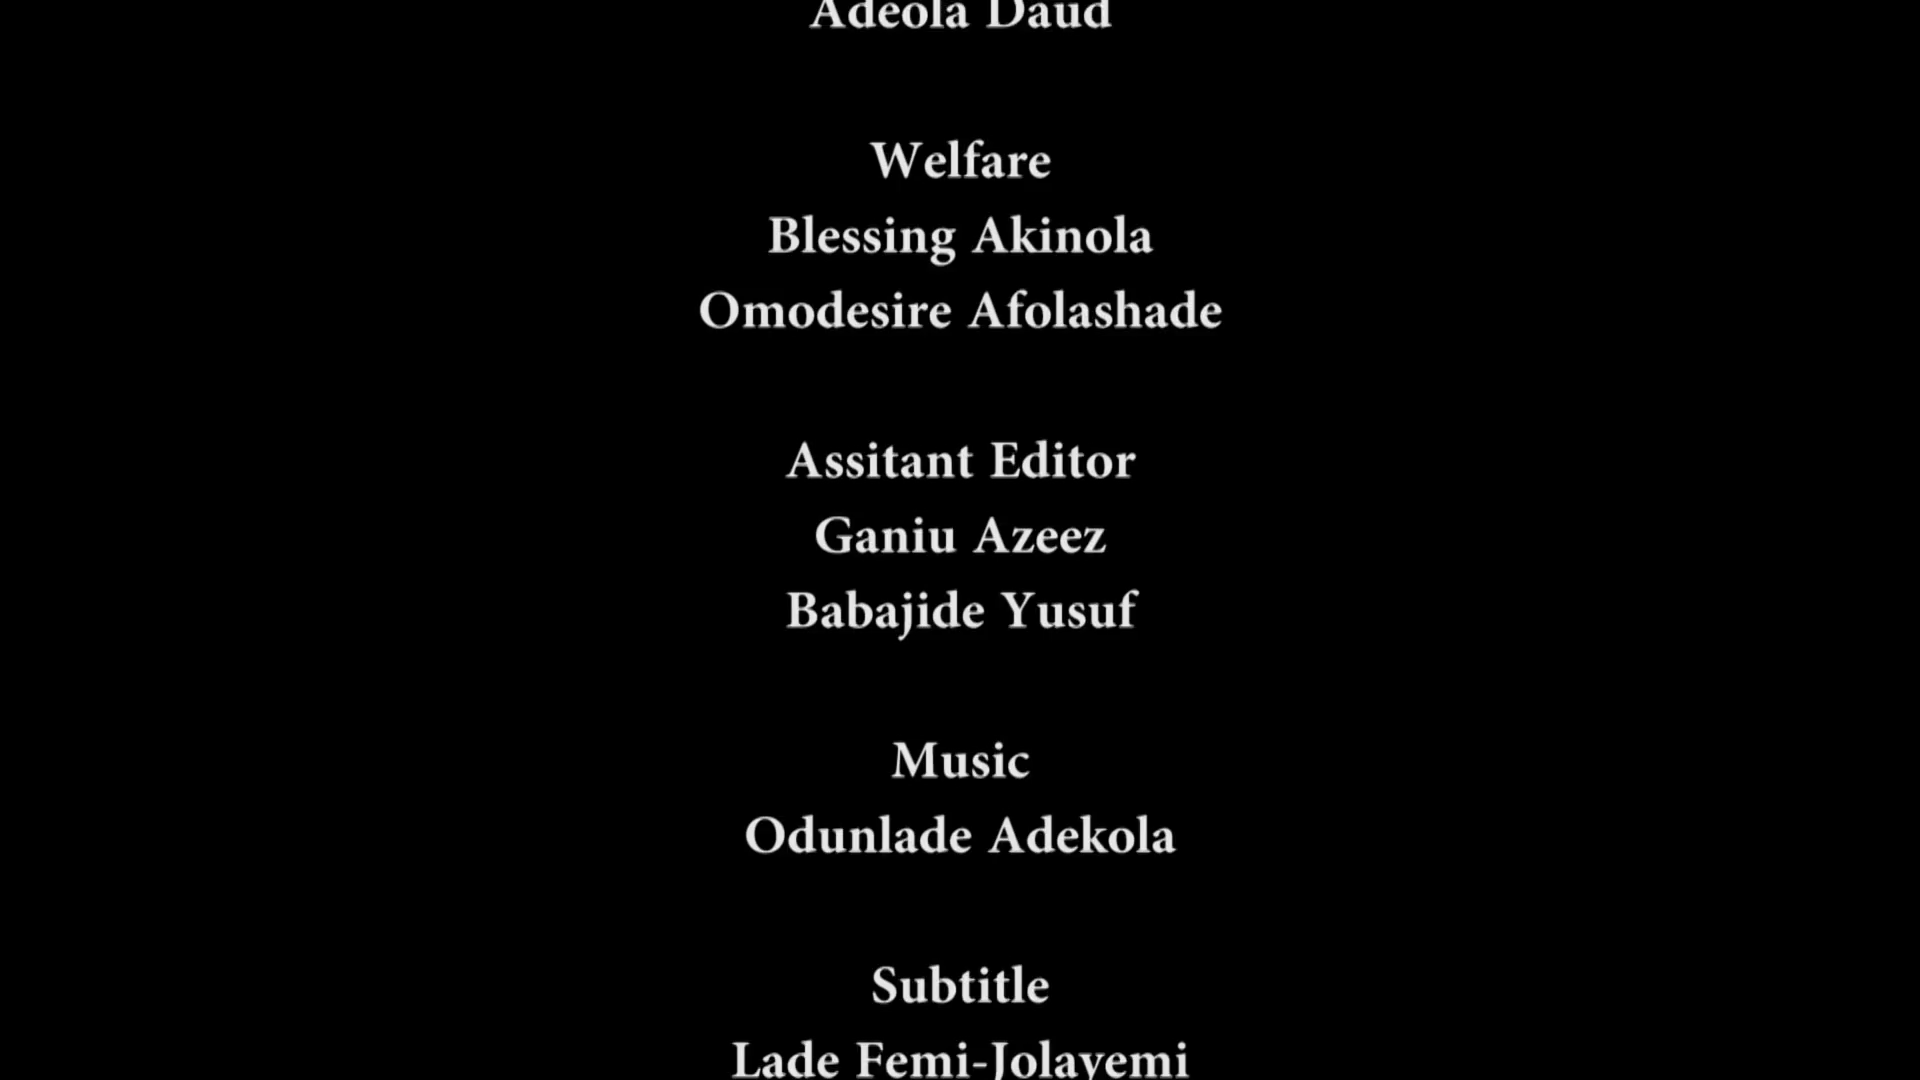 Adeola Daud
Welfare
Blessing Akinola
Omodesire Afolashade
Assitant Editor
Ganiu Azeez
Babajide Yusuf
Music
Odunlade Adekola
Subtitle
Lade Femi-Jolayemi